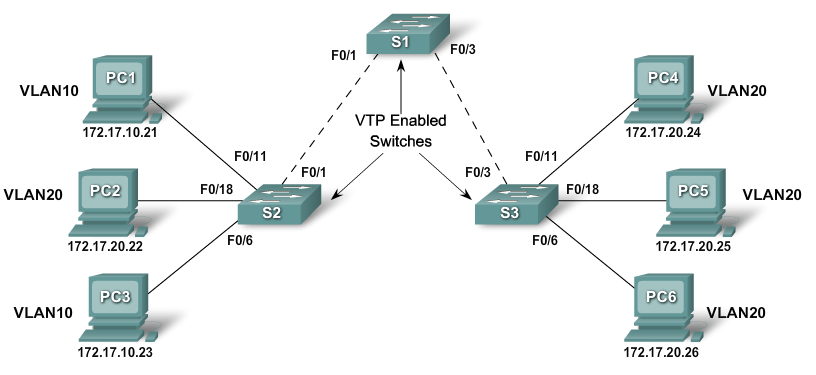 S1
F0/1
F0/3
PC1
VLAN10
172.17.10.21
PC4
VLAN20
172.17.20.24
VTP Enabled
Switches
F0/11
F0/1
F0/3
F0/11
VLAN20
PC2
F0/18
S2
S3
F0/18
PC5
VLAN20
172.17.20.22
F0/6
F0/6
172.17.20.25
PC3
VLAN10
172.17.10.23
PC6
VLAN20
172.17.20.26